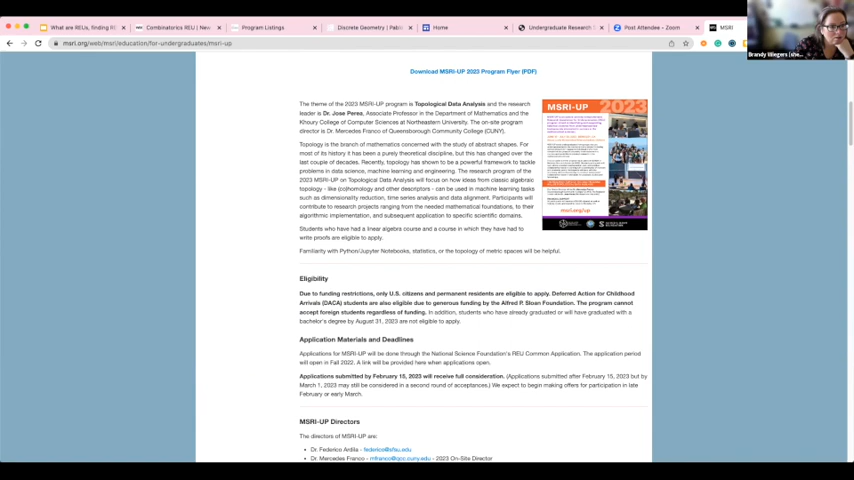 What are REUs, finding RE
Combinatorics REU | New
Program Listings
Discrete Geometry | Pablo
Home
Undergraduate Research
Post Attendee - Zoom
MSRI
msri.org/web/msri/education/for-undergraduates/msri-up
Brandy Wiegers (she...
Download MSRI-UP 2023 Program Flyer (PDF)
The theme of the 2023 MSRI-UP program is Topological Data Analysis and the research
leader is Dr. Jose Perea, Associate Professor in the Department of Mathematics and the
Khoury College of Computer Sciences at Northeastern University. The on-site program
director is Dr. Mercedes Franco of Queensborough Community College (CUNY).
Topology is the branch of mathematics concerned with the study of abstract shapes. For
most of its history it has been a purely theoretical discipline, but this has changed over the
last couple of decades. Recently, topology has shown to be a powerful framework to tackle
problems in data science, machine learning and engineering. The research program of the
2023 MSRI-UP on Topological Data Analysis will focus on how ideas from classic algebraic
topology - like (co)homology and other descriptors - can be used in machine learning tasks
such as dimensionality reduction, time series analysis and data alignment. Participants will
contribute to research projects ranging from the needed mathematical foundations, to their
algorithmic implementation, and subsequent application to specific scientific domains.
Students who have had a linear algebra course and a course in which they have had to
write proofs are eligible to apply.
Familiarity with Python/Jupyter Notebooks, statistics, or the topology of metric spaces will be helpful.
MSRI-UP 2023
msri.org/up
Eligibility
Due to funding restrictions, only U.S. citizens and permanent residents are eligible to apply. Deferred Action for Childhood
Arrivals (DACA) students are also eligible due to generous funding by the Alfred P. Sloan Foundation. The program cannot
accept foreign students regardless of funding. In addition, students who have already graduated or will have graduated with a
bachelor's degree by August 31, 2023 are not eligible to apply.
Application Materials and Deadlines
Applications for MSRI-UP will be done through the National Science Foundation's REU Common Application. The application period
will open in Fall 2022. A link will be provided here when applications open.
Applications submitted by February 15, 2023 will receive full consideration. (Applications submitted after February 15, 2023 but by
March 1, 2023 may still be considered in a second round of acceptances.) We expect to begin making offers for participation in late
February or early March.
MSRI-UP Directors
The directors of MSRI-UP are:
• Dr. Federico Ardila - federico@sfsu.edu
• Dr. Mercedes Franco - mfranco@qcc.cuny.edu - 2023 On-Site Director